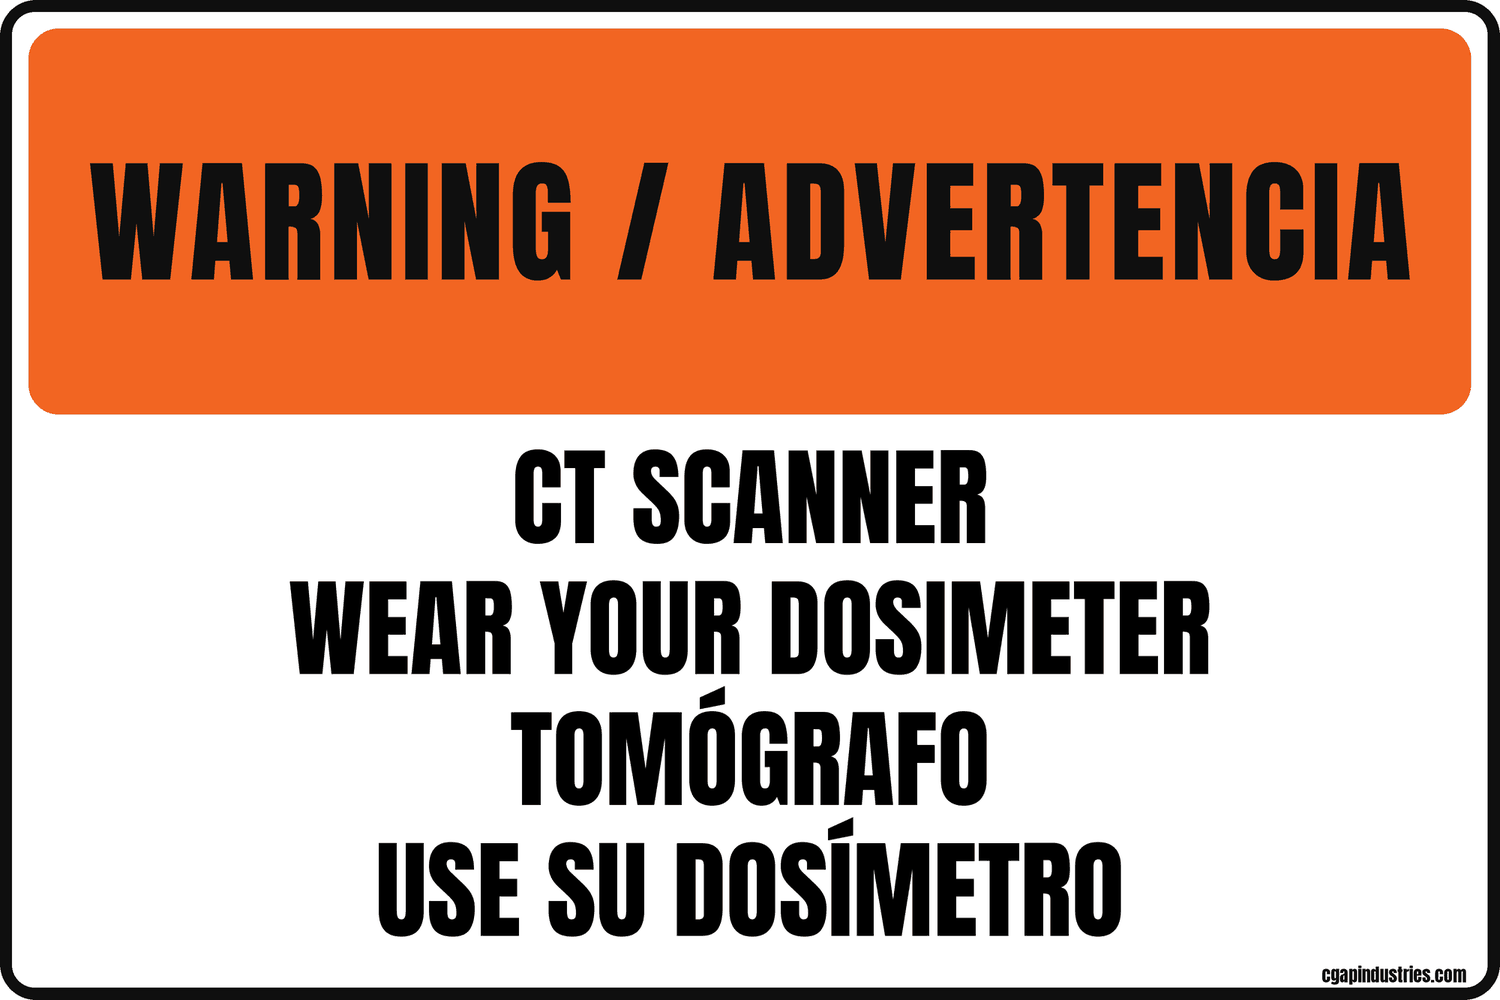 WARNING / ADVERTENCIA
CT SCANNER
WEAR YOUR DOSIMETER
TOMÓGRAFO
USE SU DOSÍMETRO
cgapindustries.com